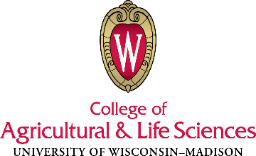 W
College of
Agricultural & Life Sciences
UNIVERSITY OF WISCONSIN–MADISON